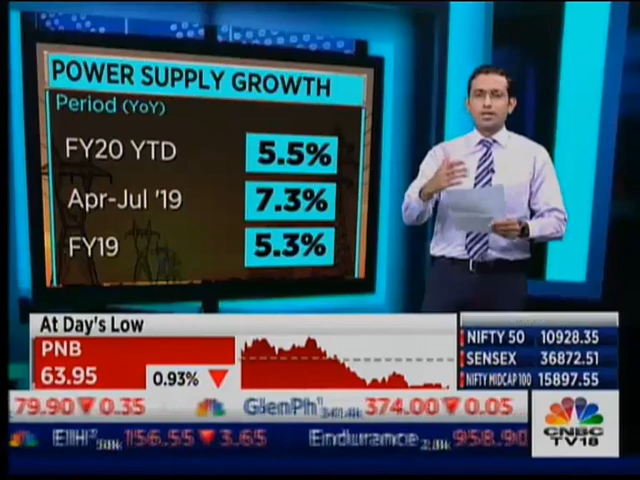 POWER SUPPLY GROWTH
Period (YoY)
FY20 YTD 5.5%
Apr-Jul '19 7.3%
FY19 5.3%
At Day's Low
PNB
63.95 0.93% ▼
NIFTY 50 10928.35
SENSEX 36872.51
NIFTY MIDCAP 100 15897.55
79.90 ▼ 0.35 GlenPh 374.00 ▼ 0.05
EIH 156.55 ▼ 3.65 Endurance 958.90
CNBC
TV18